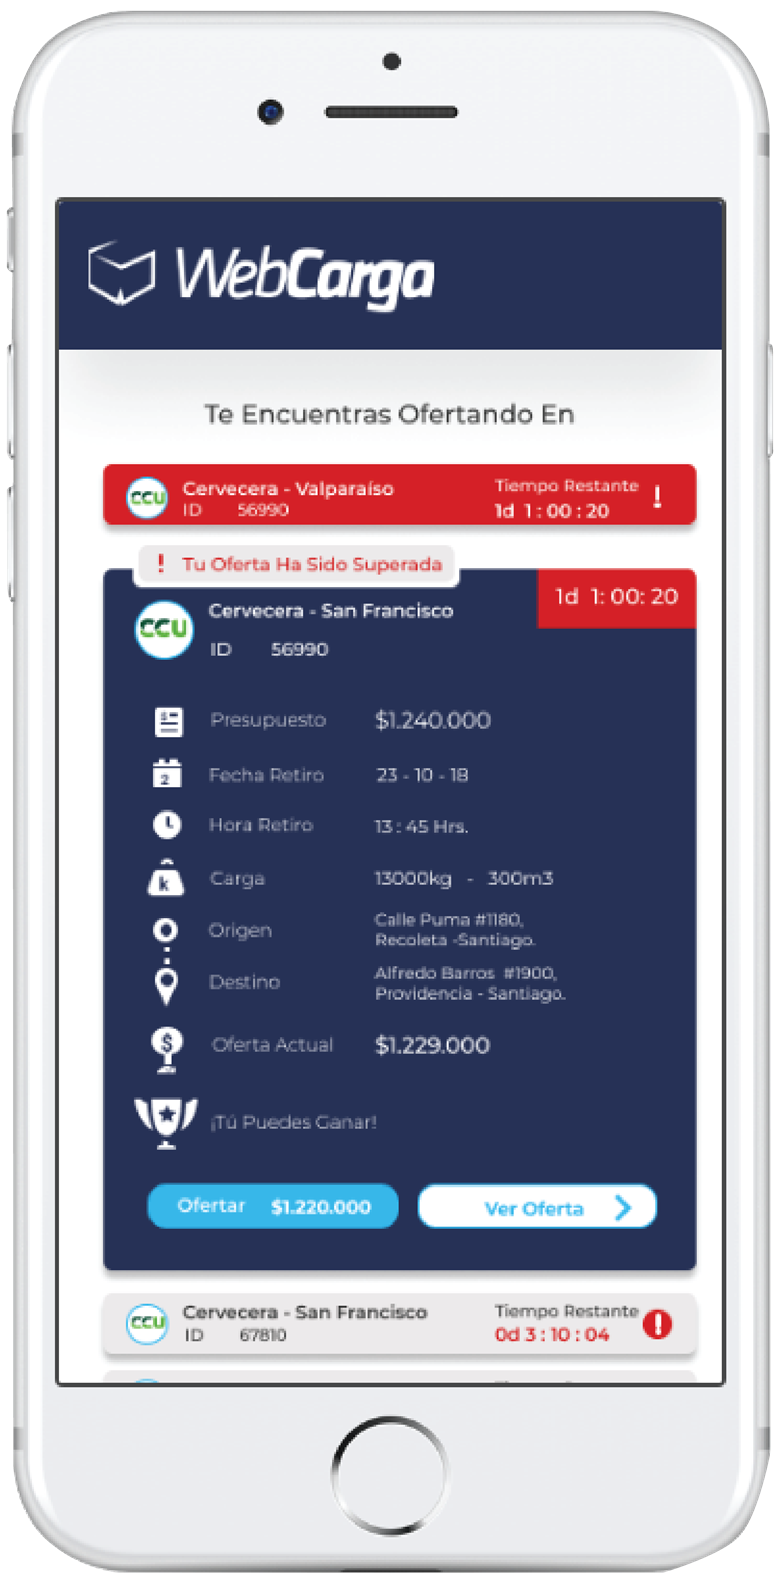 WebCarga
Te Encuentras Ofertando En
CCU Cervecera - Valparaíso Tiempo Restante !
ID 56990 1d 1 : 00 : 20
! Tu Oferta Ha Sido Superada
1d 1: 00: 20
CCU Cervecera - San Francisco
ID 56990
Presupuesto $1.240.000
2 Fecha Retiro 23 - 10 - 18
Hora Retiro 13 : 45 Hrs.
k Carga 13000kg - 300m3
Origen Calle Puma #1180,
Recoleta -Santiago.
Destino Alfredo Barros #1900,
Providencia - Santiago.
$ Oferta Actual $1.229.000
¡Tú Puedes Ganar!
Ofertar $1.220.000 Ver Oferta
CCU Cervecera - San Francisco Tiempo Restante !
ID 67810 0d 3 : 10 : 04